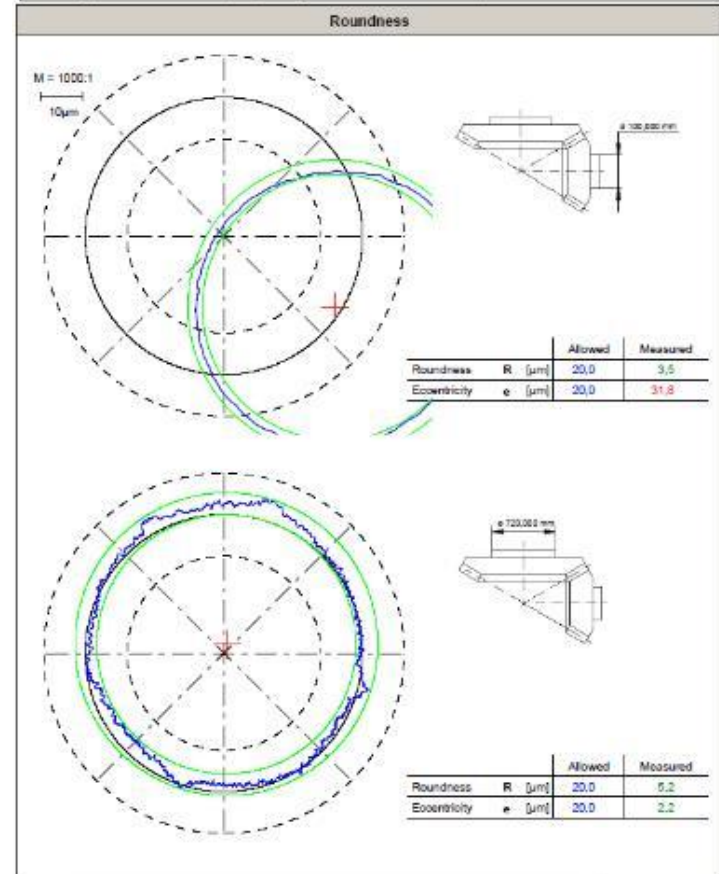 Roundness
M = 1000:1
10µm
ø 100,000 mm
Allowed Measured
Roundness R [µm] 20,0 3,5
Eccentricity e [µm] 20,0 31,8
ø 720,000 mm
Allowed Measured
Roundness R [µm] 20,0 5,2
Eccentricity e [µm] 20,0 2,2